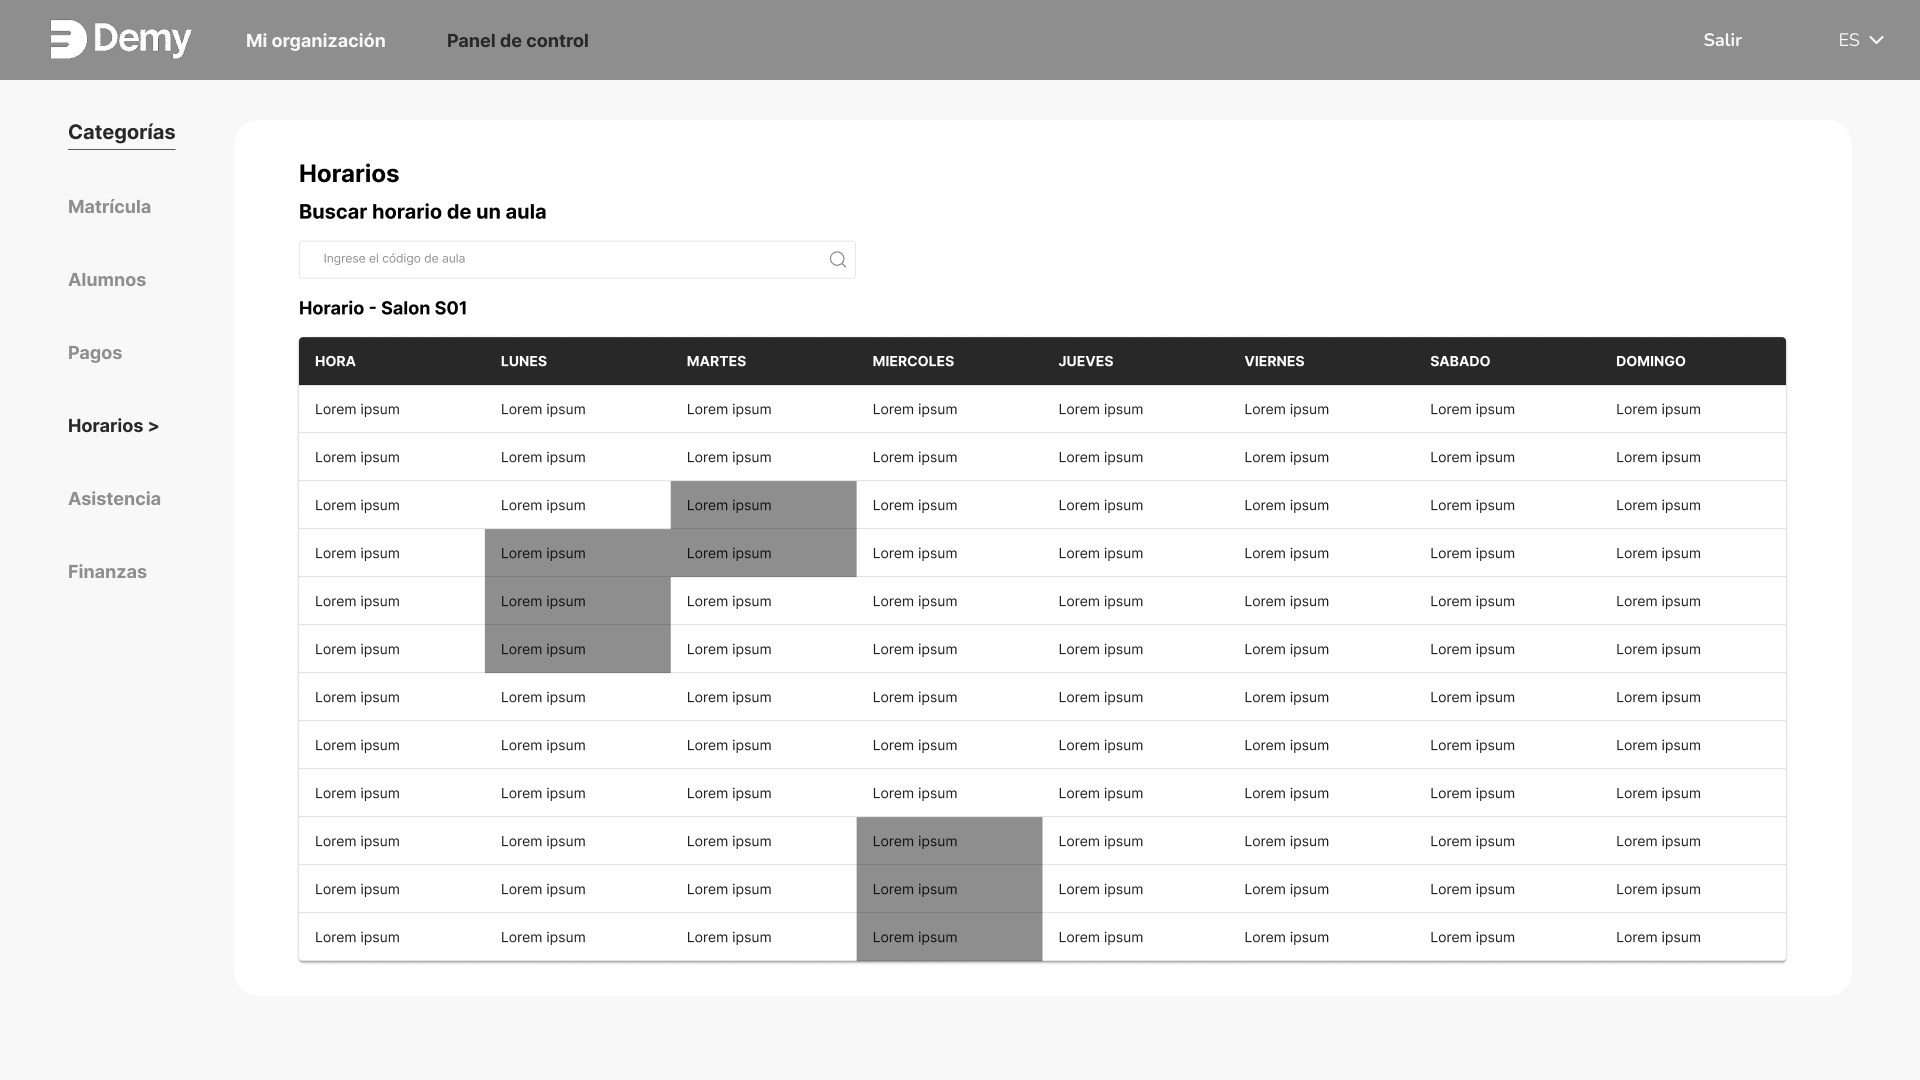 Demy Mi organización Panel de control Salir ES
Categorías
Matrícula
Alumnos
Pagos
Horarios >
Asistencia
Finanzas
Horarios
Buscar horario de un aula
Ingrese el código de aula
Horario - Salon S01
HORA LUNES MARTES MIERCOLES JUEVES VIERNES SABADO DOMINGO
Lorem ipsum Lorem ipsum Lorem ipsum Lorem ipsum Lorem ipsum Lorem ipsum Lorem ipsum Lorem ipsum
Lorem ipsum Lorem ipsum Lorem ipsum Lorem ipsum Lorem ipsum Lorem ipsum Lorem ipsum Lorem ipsum
Lorem ipsum Lorem ipsum Lorem ipsum Lorem ipsum Lorem ipsum Lorem ipsum Lorem ipsum Lorem ipsum
Lorem ipsum Lorem ipsum Lorem ipsum Lorem ipsum Lorem ipsum Lorem ipsum Lorem ipsum Lorem ipsum
Lorem ipsum Lorem ipsum Lorem ipsum Lorem ipsum Lorem ipsum Lorem ipsum Lorem ipsum Lorem ipsum
Lorem ipsum Lorem ipsum Lorem ipsum Lorem ipsum Lorem ipsum Lorem ipsum Lorem ipsum Lorem ipsum
Lorem ipsum Lorem ipsum Lorem ipsum Lorem ipsum Lorem ipsum Lorem ipsum Lorem ipsum Lorem ipsum
Lorem ipsum Lorem ipsum Lorem ipsum Lorem ipsum Lorem ipsum Lorem ipsum Lorem ipsum Lorem ipsum
Lorem ipsum Lorem ipsum Lorem ipsum Lorem ipsum Lorem ipsum Lorem ipsum Lorem ipsum Lorem ipsum
Lorem ipsum Lorem ipsum Lorem ipsum Lorem ipsum Lorem ipsum Lorem ipsum Lorem ipsum Lorem ipsum
Lorem ipsum Lorem ipsum Lorem ipsum Lorem ipsum Lorem ipsum Lorem ipsum Lorem ipsum Lorem ipsum
Lorem ipsum Lorem ipsum Lorem ipsum Lorem ipsum Lorem ipsum Lorem ipsum Lorem ipsum Lorem ipsum